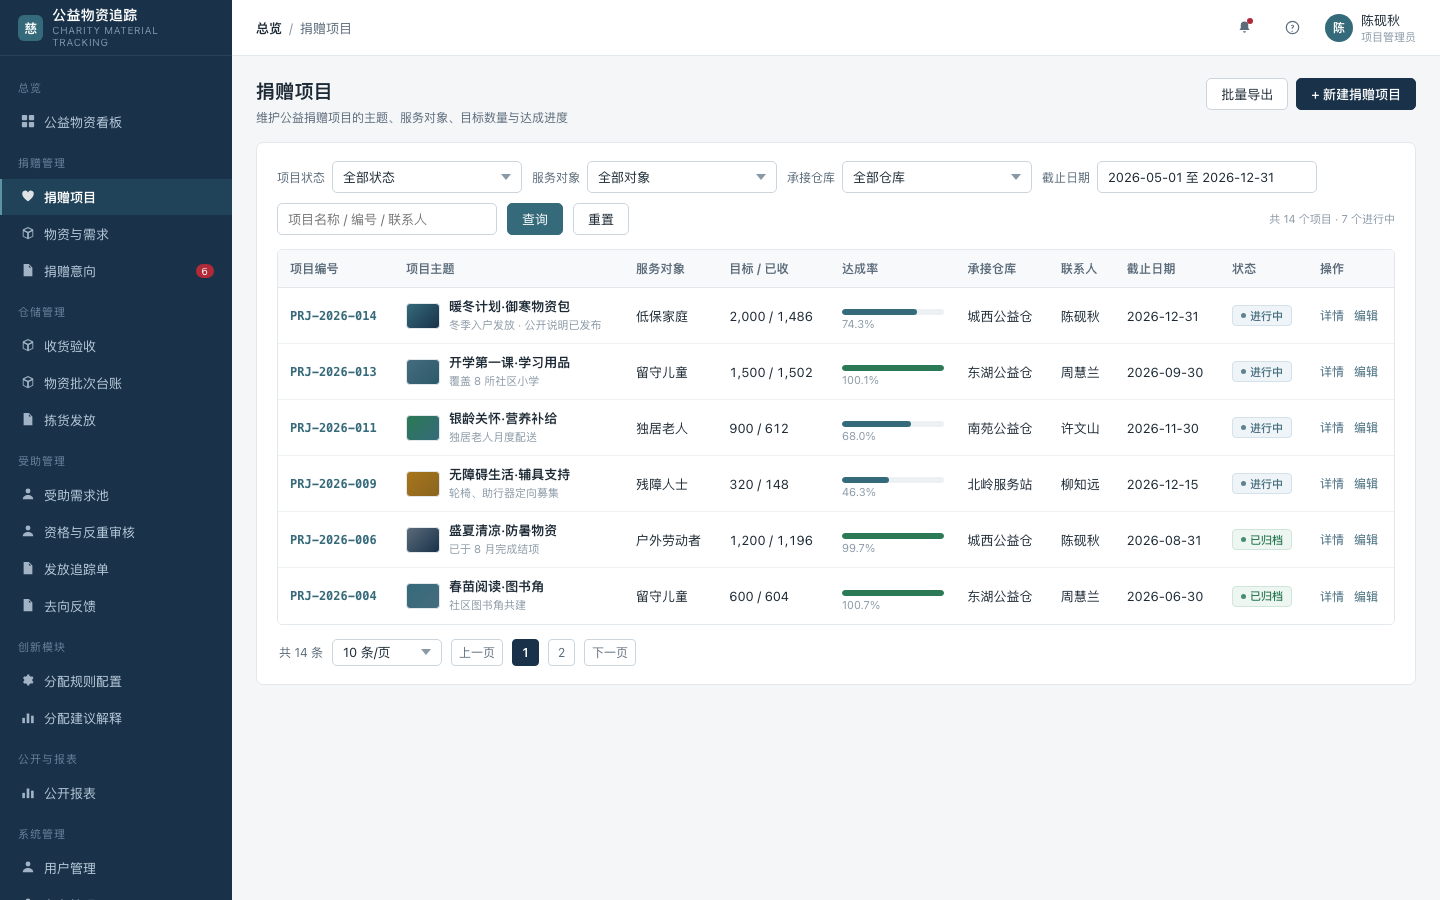 慈
公益物资追踪
CHARITY MATERIAL
TRACKING
总览
公益物资看板
捐赠管理
捐赠项目
物资与需求
捐赠意向
6
仓储管理
收货验收
物资批次台账
拣货发放
受助管理
受助需求池
资格与反重审核
发放追踪单
去向反馈
创新模块
分配规则配置
分配建议解释
公开与报表
公开报表
系统管理
用户管理
总览 / 捐赠项目
陈
陈砚秋
项目管理员
捐赠项目
维护公益捐赠项目的主题、服务对象、目标数量与达成进度
批量导出
+ 新建捐赠项目
项目状态 全部状态 服务对象 全部对象 承接仓库 全部仓库 截止日期 2026-05-01 至 2026-12-31
项目名称 / 编号 / 联系人 查询 重置 共 14 个项目 · 7 个进行中
项目编号 项目主题 服务对象 目标 / 已收 达成率 承接仓库 联系人 截止日期 状态 操作
PRJ-2026-014 暖冬计划·御寒物资包 低保家庭 2,000 / 1,486 城西公益仓 陈砚秋 2026-12-31 进行中 详情 编辑
冬季入户发放 · 公开说明已发布 74.3%
PRJ-2026-013 开学第一课·学习用品 留守儿童 1,500 / 1,502 东湖公益仓 周慧兰 2026-09-30 进行中 详情 编辑
覆盖 8 所社区小学 100.1%
PRJ-2026-011 银龄关怀·营养补给 独居老人 900 / 612 南苑公益仓 许文山 2026-11-30 进行中 详情 编辑
独居老人月度配送 68.0%
PRJ-2026-009 无障碍生活·辅具支持 残障人士 320 / 148 北岭服务站 柳知远 2026-12-15 进行中 详情 编辑
轮椅、助行器定向募集 46.3%
PRJ-2026-006 盛夏清凉·防暑物资 户外劳动者 1,200 / 1,196 城西公益仓 陈砚秋 2026-08-31 已归档 详情 编辑
已于 8 月完成结项 99.7%
PRJ-2026-004 春苗阅读·图书角 留守儿童 600 / 604 东湖公益仓 周慧兰 2026-06-30 已归档 详情 编辑
社区图书角共建 100.7%
共 14 条 10 条/页 上一页 1 2 下一页